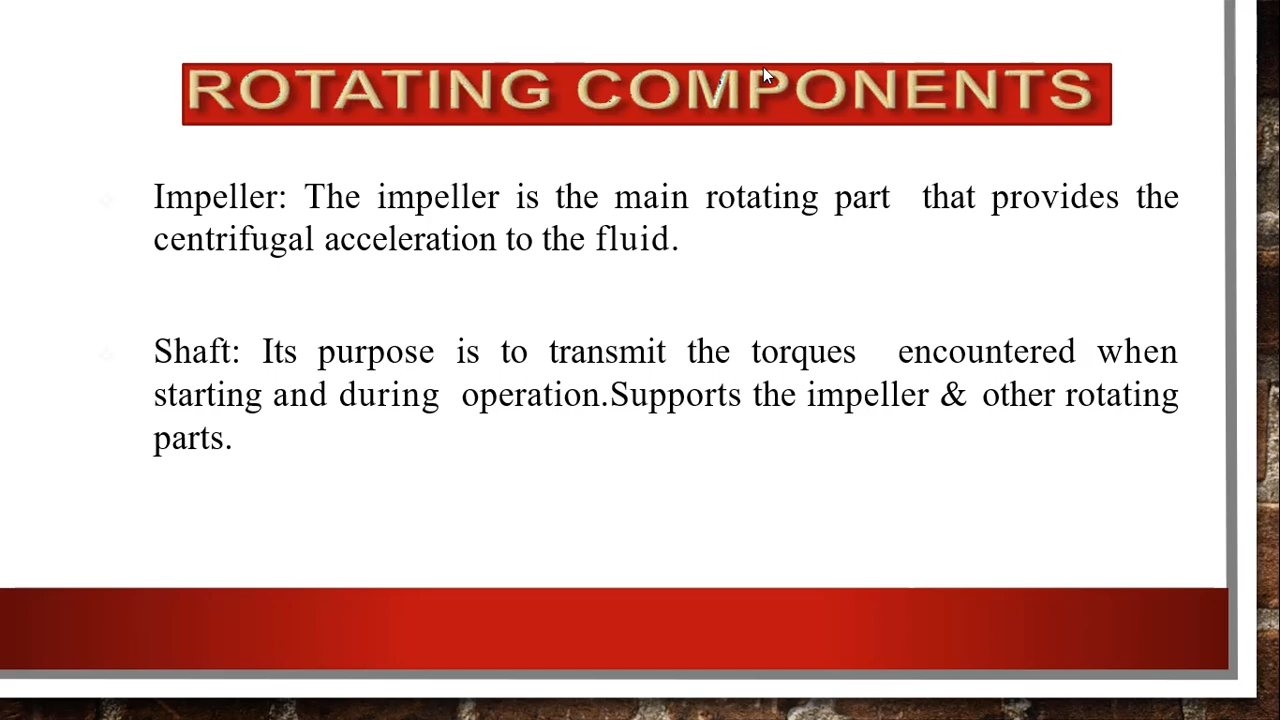 ROTATING COMPONENTS
Impeller: The impeller is the main rotating part that provides the
centrifugal acceleration to the fluid.
Shaft: Its purpose is to transmit the torques encountered when
starting and during operation.Supports the impeller & other rotating
parts.